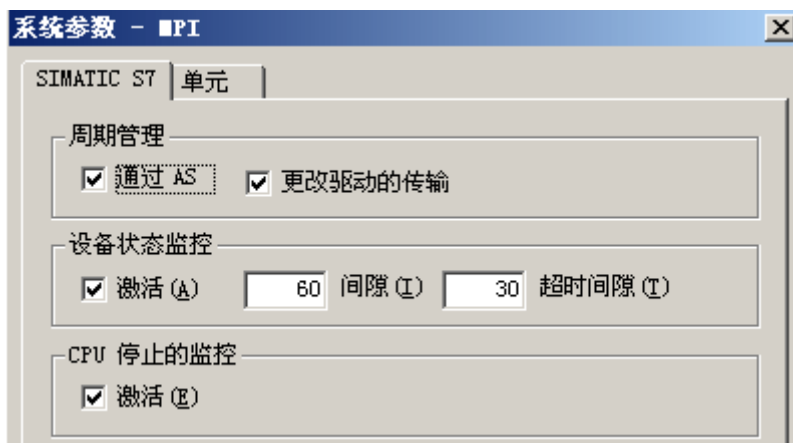 系统参数 - MPI
SIMATIC S7 单元
周期管理
通过 AS 更改驱动的传输
设备状态监控
激活(A) 60 间隙(I) 30 超时间隙(T)
CPU 停止的监控
激活(E)